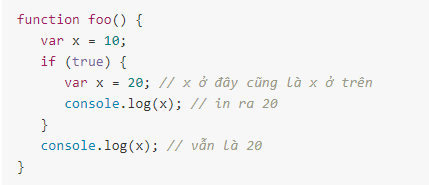 function foo() {
var x = 10;
if (true) {
var x = 20; // x ở đây cũng là x ở trên
console.log(x); // in ra 20
}
console.log(x); // vẫn là 20
}